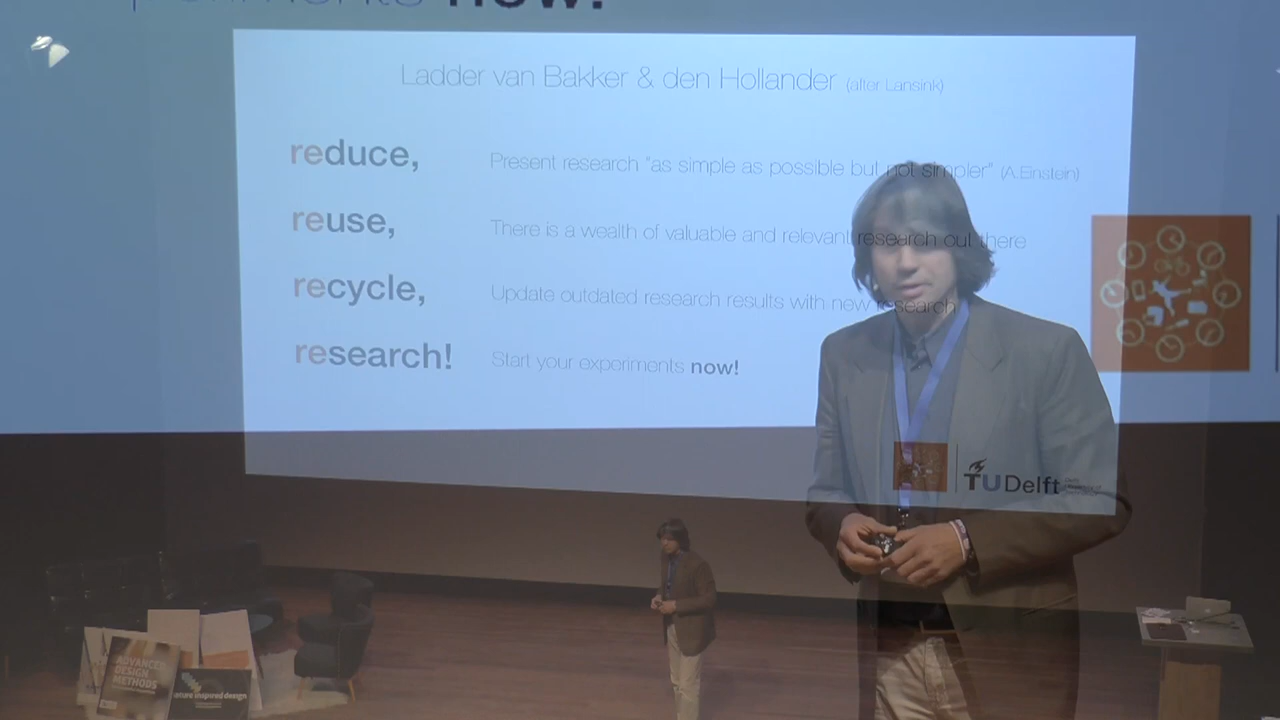 now!
Ladder van Bakker & den Hollander (after Lansink)
reduce, Present research "as simple as possible but not simpler" (A.Einstein)
reuse, There is a wealth of valuable and relevant research out there
recycle, Update outdated research results with new research
research! Start your experiments now!
TUDelft
ADVANCED
DESIGN
METHODS
nature inspired design